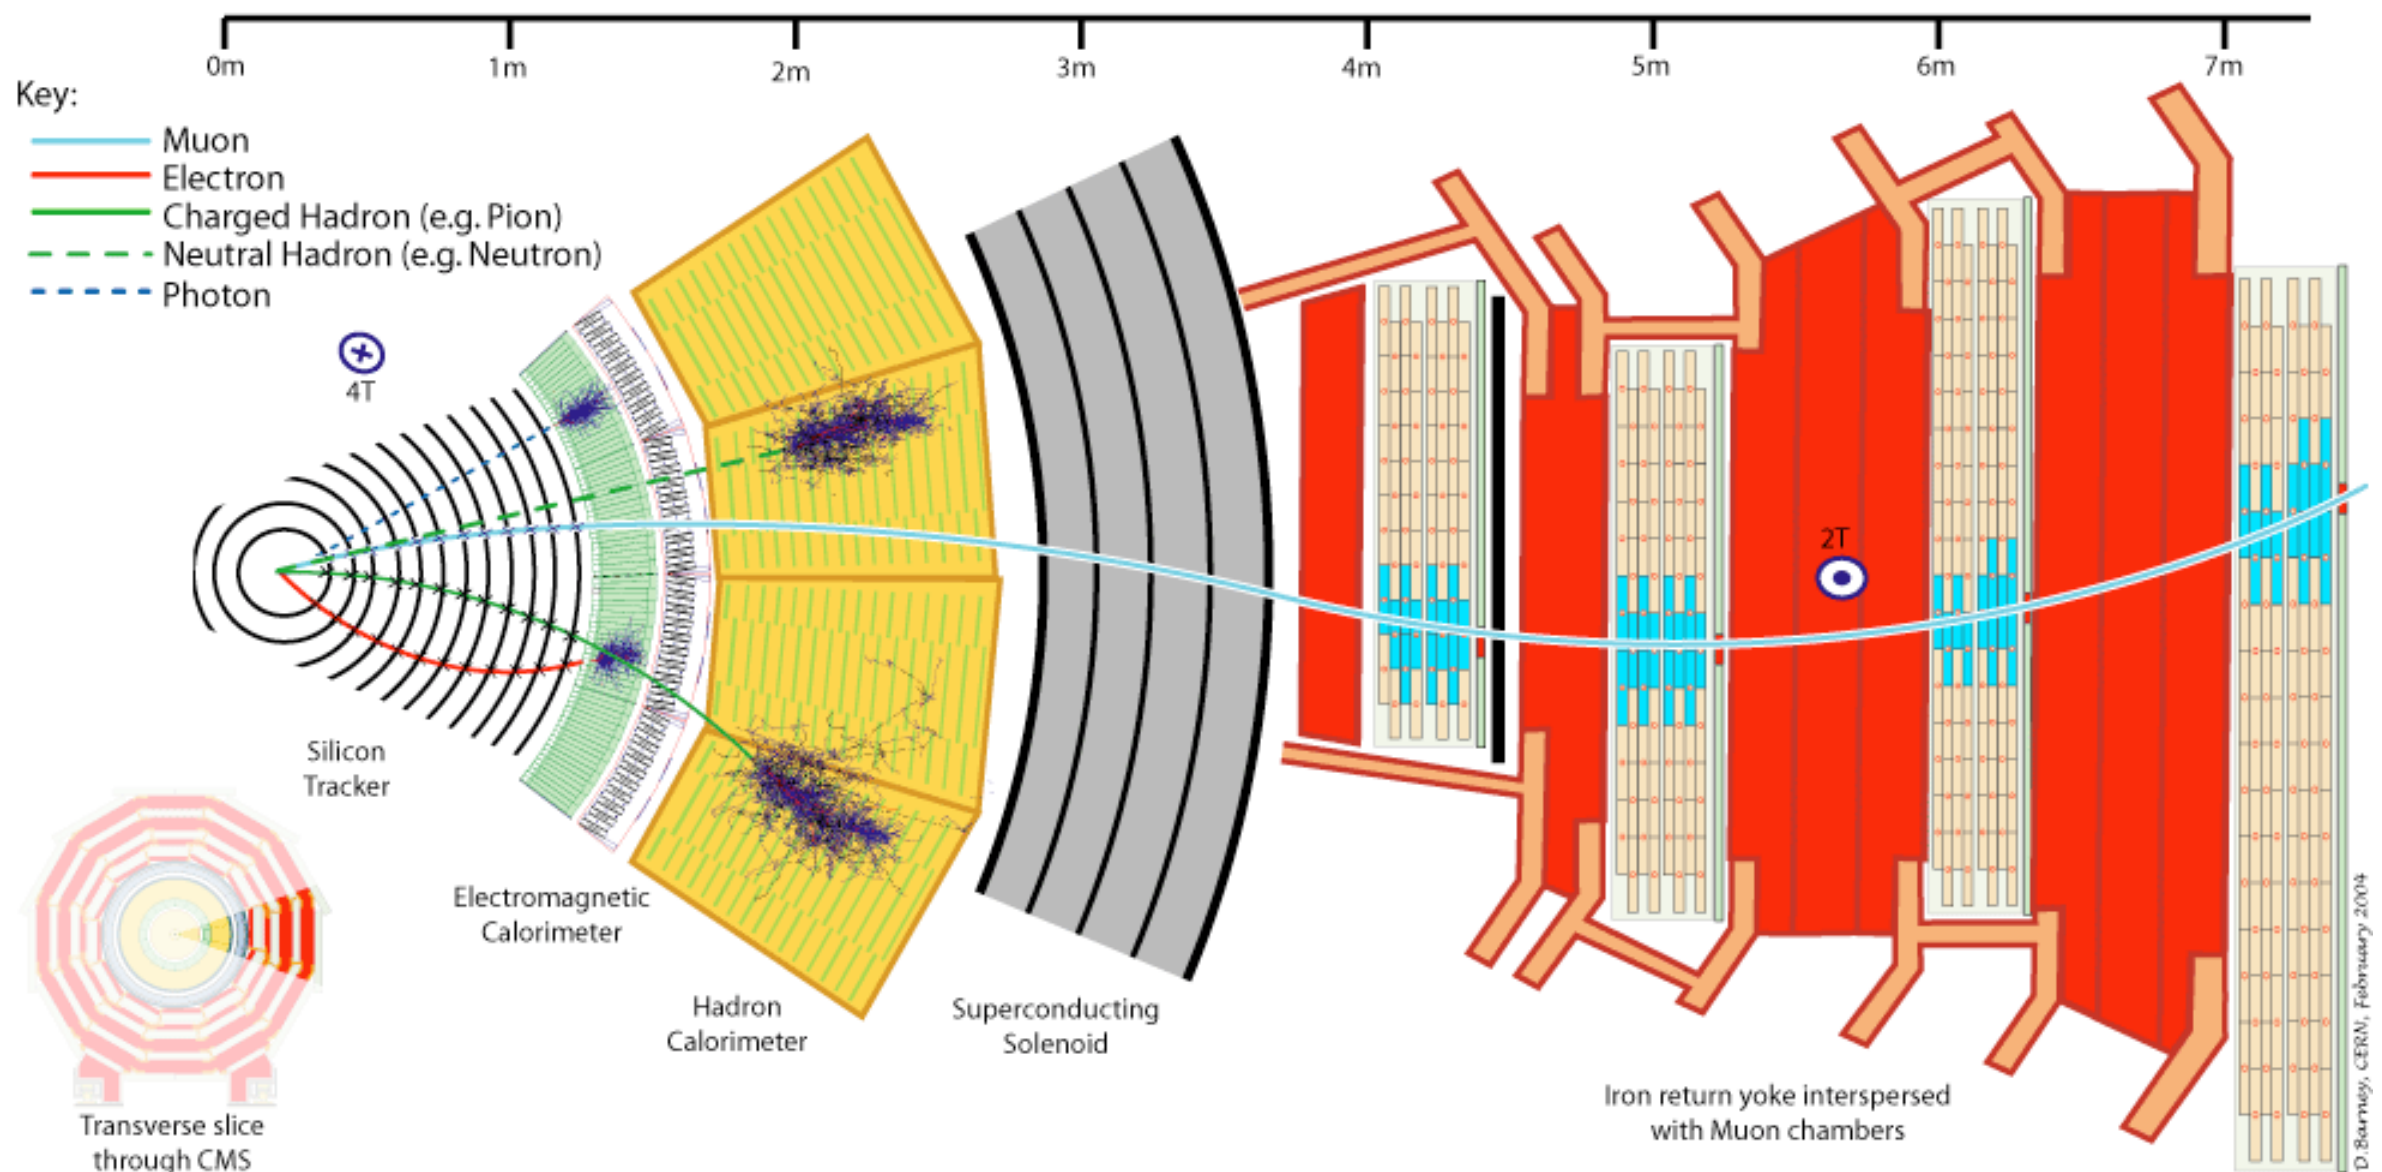 0m 1m 2m 3m 4m 5m 6m 7m
Key:
Muon
Electron
Charged Hadron (e.g. Pion)
Neutral Hadron (e.g. Neutron)
Photon
4T
2T
Silicon
Tracker
Electromagnetic
Calorimeter
Hadron
Calorimeter
Superconducting
Solenoid
Iron return yoke interspersed
with Muon chambers
Transverse slice
through CMS
D.Barney, CERN, February 2004